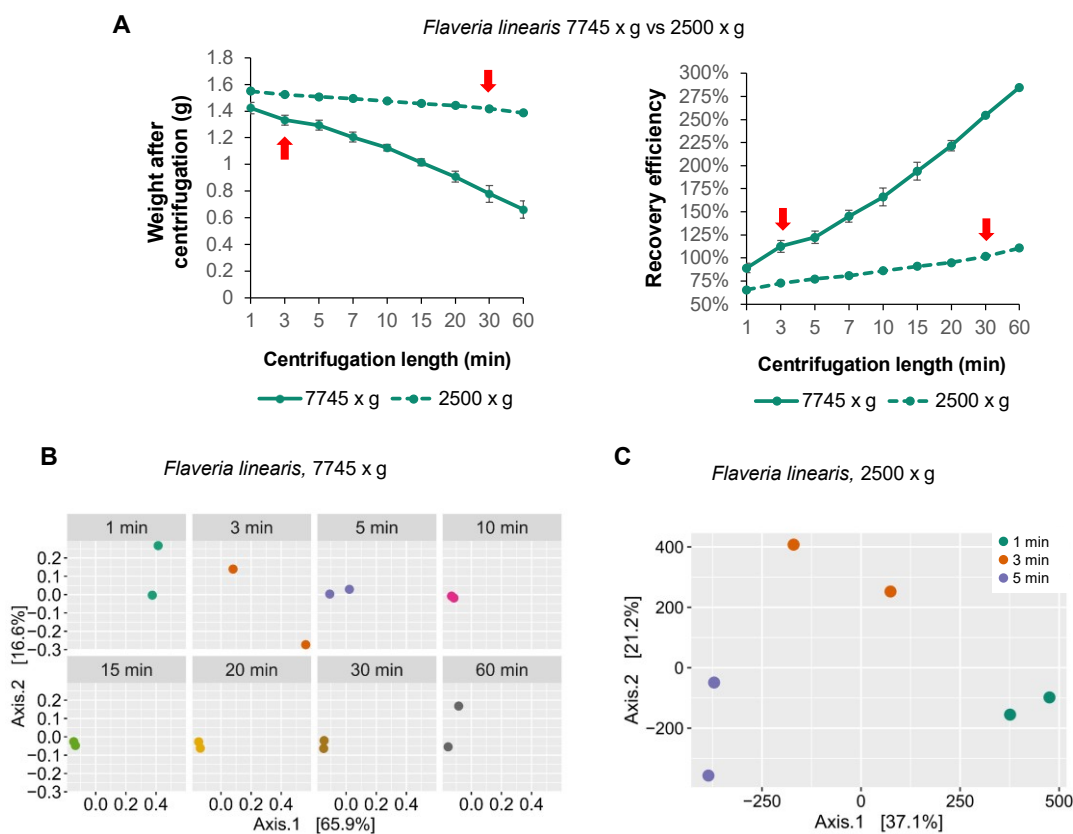 A
Flaveria linearis 7745 x g vs 2500 x g
Weight after
centrifugation (g)
1.8
1.6
1.4
1.2
1
0.8
0.6
0.4
0.2
0
1 3 5 7 10 15 20 30 60
Centrifugation length (min)
7745 x g 2500 x g
Recovery efficiency
300%
275%
250%
225%
200%
175%
150%
125%
100%
75%
50%
1 3 5 7 10 15 20 30 60
Centrifugation length (min)
7745 x g 2500 x g
B
Flaveria linearis, 7745 x g
1 min 3 min 5 min 10 min
0.2
0.1
0.0
−0.1
−0.2
−0.3
15 min 20 min 30 min 60 min
0.2
0.1
0.0
−0.1
−0.2
−0.3
Axis.2 [16.6%]
0.0 0.2 0.4 0.0 0.2 0.4 0.0 0.2 0.4 0.0 0.2 0.4
Axis.1 [65.9%]
C
Flaveria linearis, 2500 x g
1 min
3 min
5 min
Axis.2 [21.2%]
400
200
0
−200
−250 0 250 500
Axis.1 [37.1%]